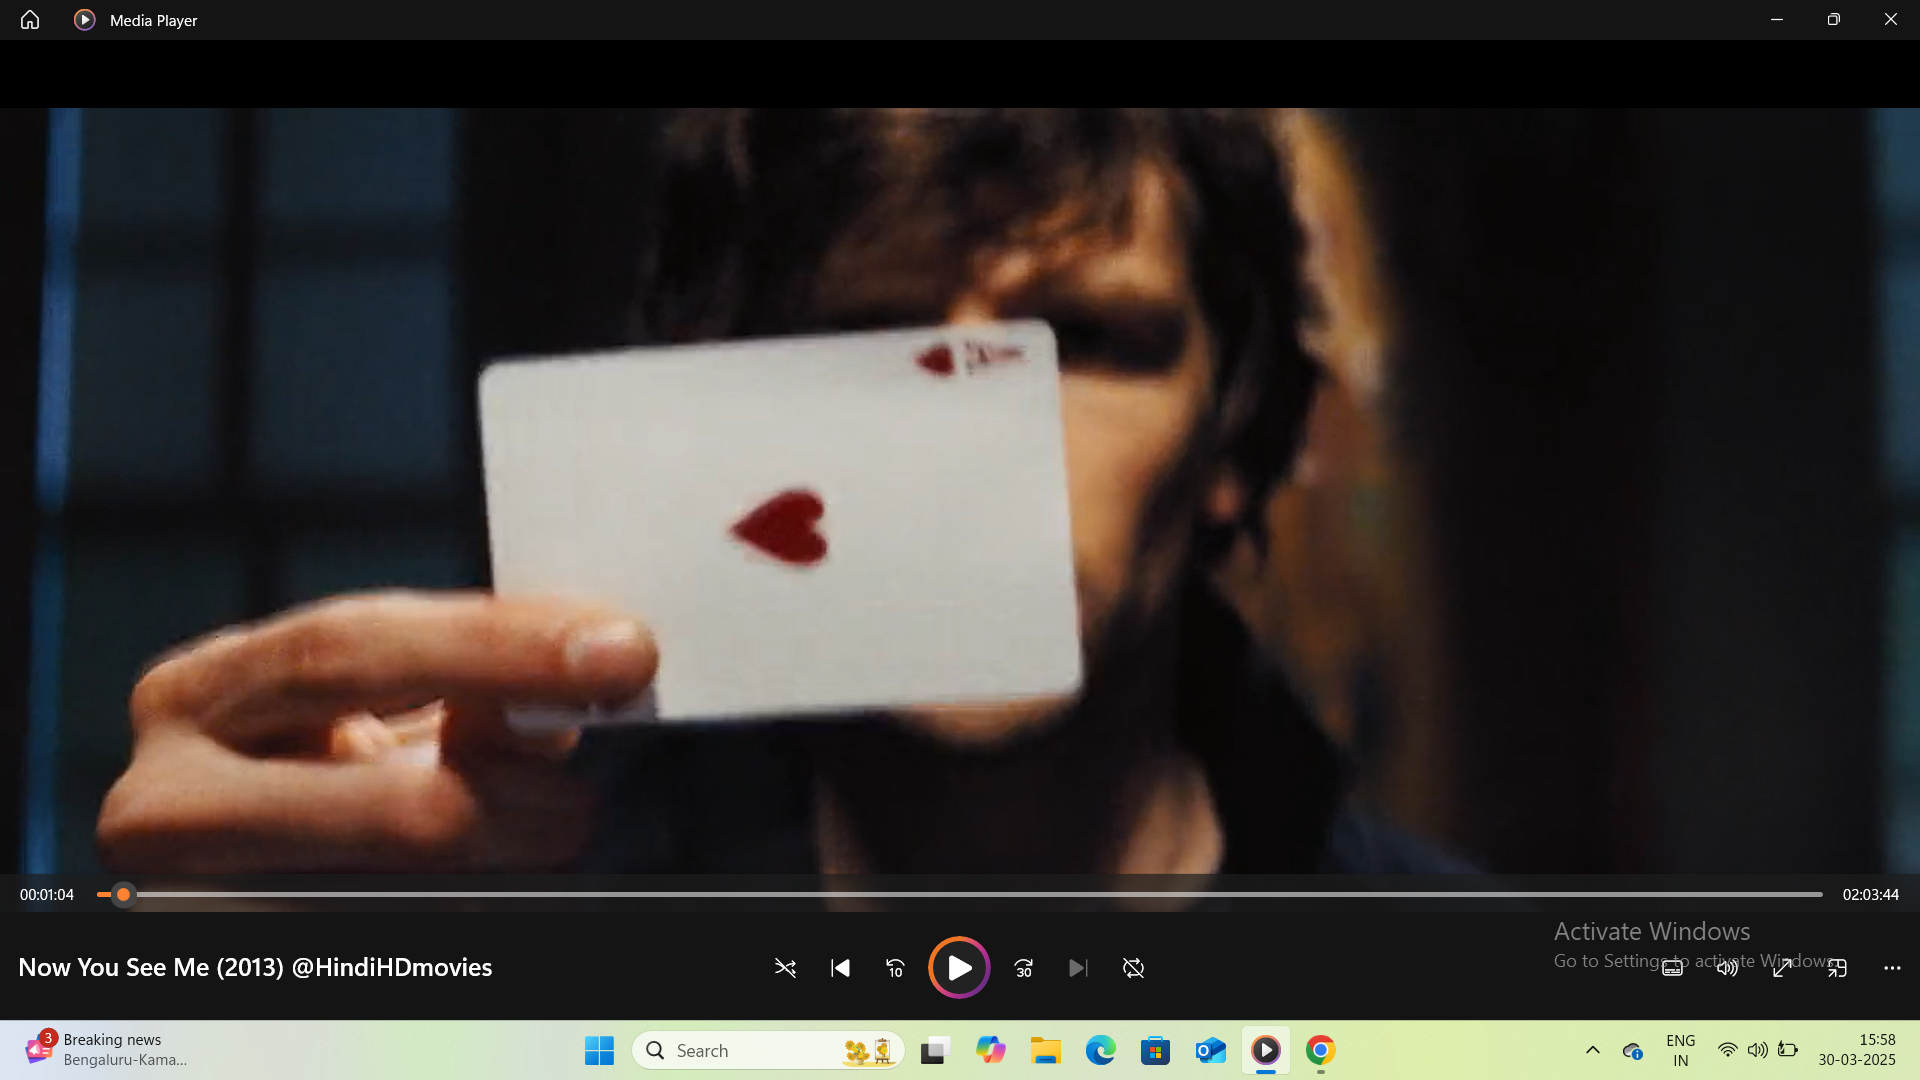 Media Player
00:01:04
02:03:44
Now You See Me (2013) @HindiHDmovies
10
30
Activate Windows
Go to Settings to activate Windows.
3
Breaking news
Bengaluru-Kama...
Search
ENG
IN
15:58
30-03-2025